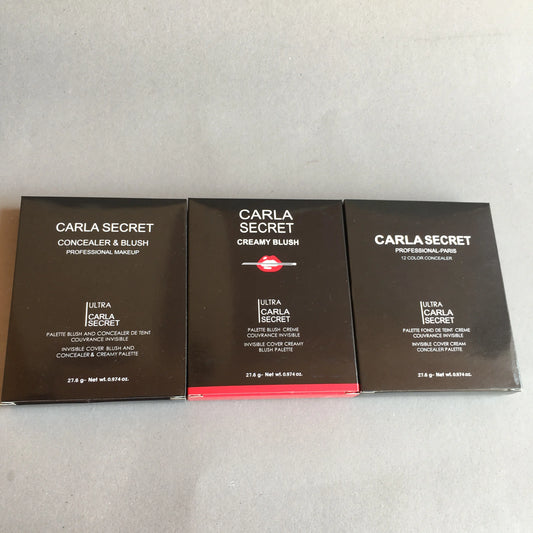 CARLA SECRET
CONCEALER & BLUSH
PROFESSIONAL MAKEUP
ULTRA
CARLA
SECRET
PALETTE BLUSH AND CONCEALER DE TEINT
COUVRANCE INVISIBLE
INVISIBLE COVER BLUSH AND
CONCEALER & CREAMY PALETTE
27.6 g- Net wt. 0.974 oz.
CARLA
SECRET
CREAMY BLUSH
ULTRA
CARLA
SECRET
PALETTE BLUSH CREME
COUVRANCE INVISIBLE
INVISIBLE COVER CREAMY
BLUSH PALETTE
27.6 g- Net wt. 0.974 oz.
CARLA SECRET
PROFESSIONAL-PARIS
12 COLOR CONCEALER
ULTRA
CARLA
SECRET
PALETTE FOND DE TEINT CREME
COUVRANCE INVISIBLE
INVISIBLE COVER CREAM
CONCEALER PALETTE
27.6 g- Net wt. 0.974 oz.